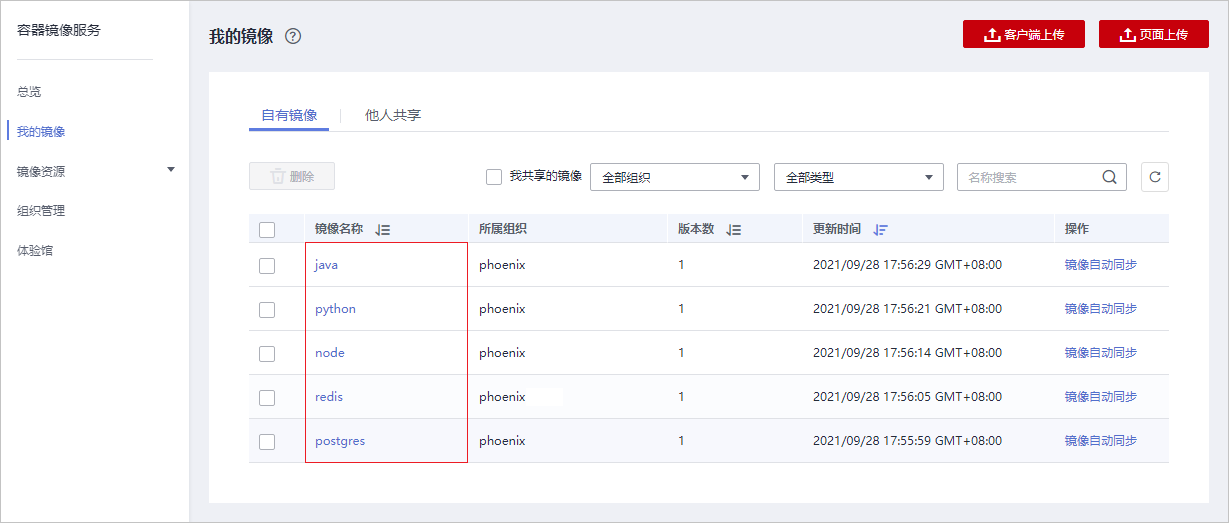 容器镜像服务
总览
我的镜像
镜像资源
组织管理
体验馆
我的镜像 ?
客户端上传 页面上传
自有镜像 他人共享
删除 我共享的镜像 全部组织 全部类型 名称搜索
镜像名称 所属组织 版本数 更新时间 操作
java phoenix 1 2021/09/28 17:56:29 GMT+08:00 镜像自动同步
python phoenix 1 2021/09/28 17:56:21 GMT+08:00 镜像自动同步
node phoenix 1 2021/09/28 17:56:14 GMT+08:00 镜像自动同步
redis phoenix 1 2021/09/28 17:56:05 GMT+08:00 镜像自动同步
postgres phoenix 1 2021/09/28 17:55:59 GMT+08:00 镜像自动同步